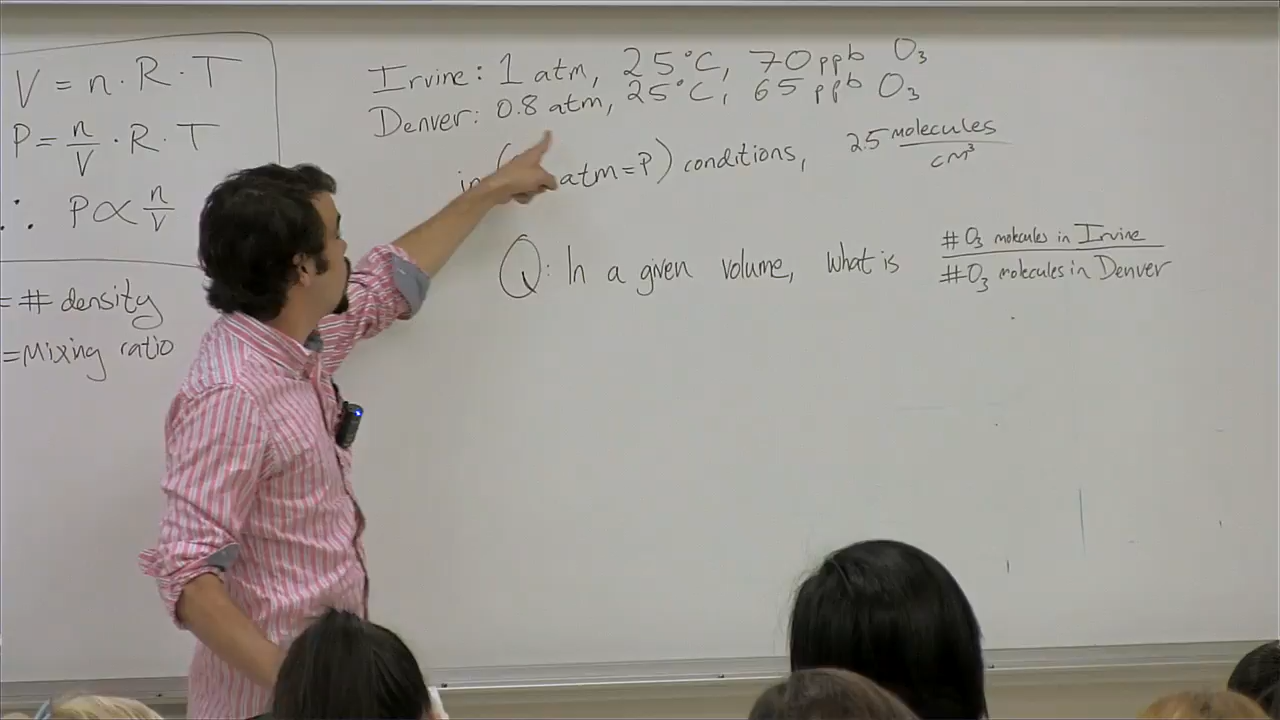 V = n · R · T
P = n/V · R · T
∴ P ∝ n/V
= # density
= Mixing ratio
Irvine: 1 atm, 25°C, 70 ppb O₃
Denver: 0.8 atm, 25°C, 65 ppb O₃
atm = P) conditions, 25 molecules/cm³
Q: In a given volume, what is # O₃ molecules in Irvine / # O₃ molecules in Denver